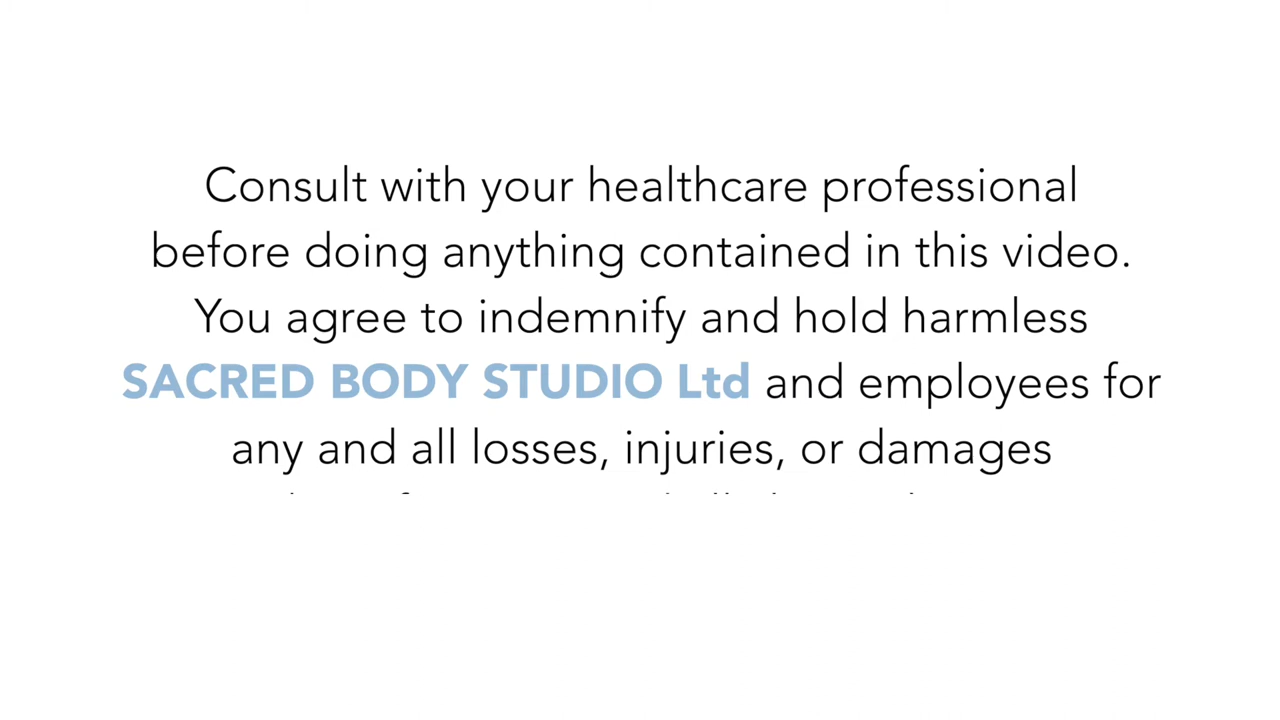 Consult with your healthcare professional
before doing anything contained in this video.
You agree to indemnify and hold harmless
SACRED BODY STUDIO Ltd and employees for
any and all losses, injuries, or damages